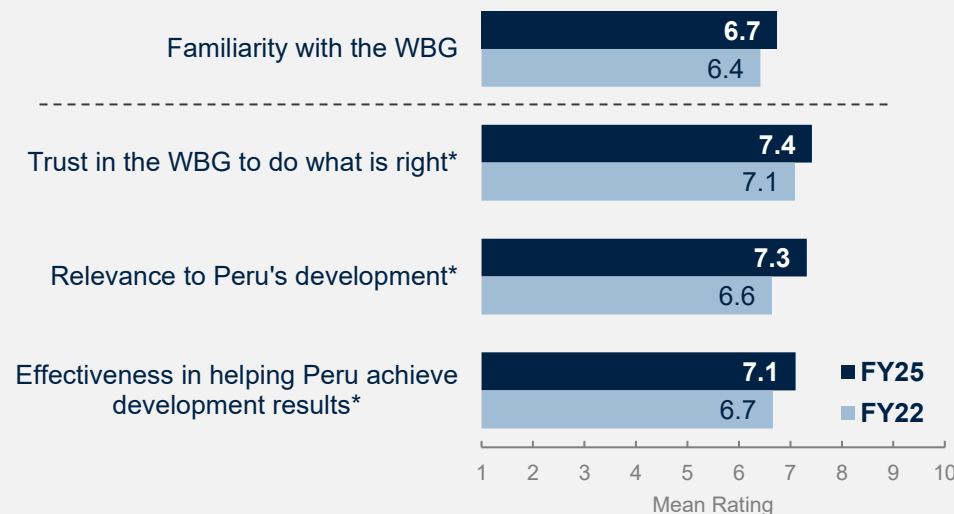 Familiarity with the WBG
6.7
6.4
Trust in the WBG to do what is right*
7.4
7.1
Relevance to Peru's development*
7.3
6.6
Effectiveness in helping Peru achieve
development results*
7.1
6.7
FY25
FY22
1 2 3 4 5 6 7 8 9 10
Mean Rating